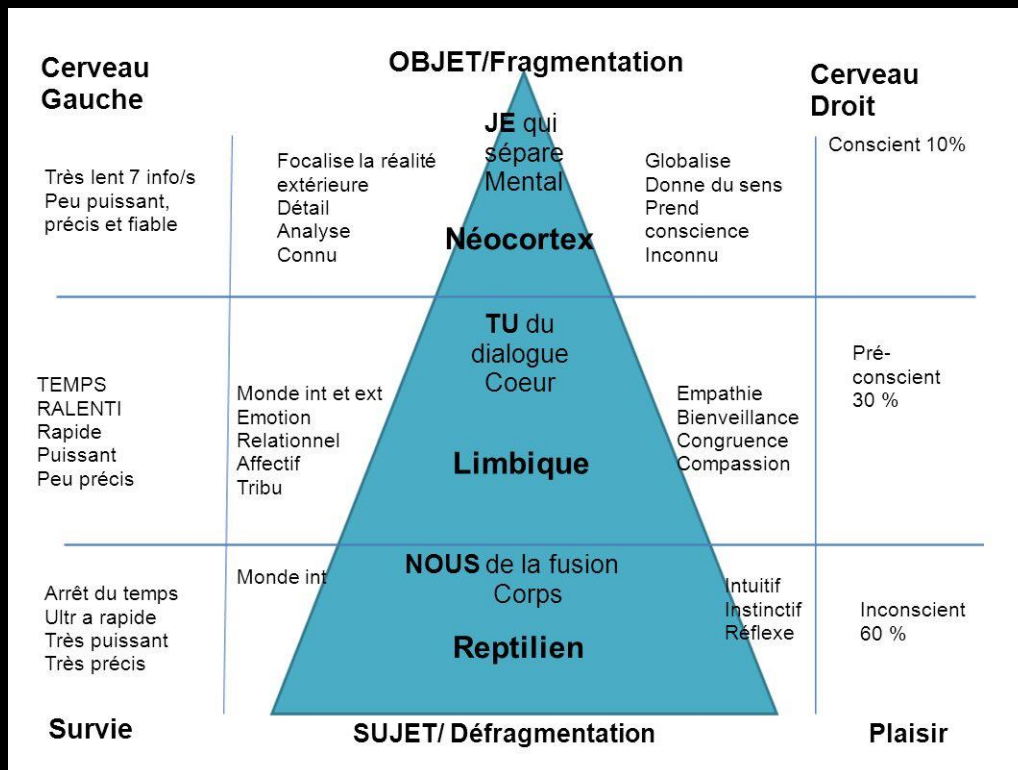 OBJET/Fragmentation
Cerveau
Gauche
Cerveau
Droit
JE qui
sépare
Mental
Néocortex
Très lent 7 info/s
Peu puissant,
précis et fiable
Focalise la réalité
extérieure
Détail
Analyse
Connu
Globalise
Donne du sens
Prend
conscience
Inconnu
Conscient 10%
TEMPS
RALENTI
Rapide
Puissant
Peu précis
Monde int et ext
Emotion
Relationnel
Affectif
Tribu
TU du
dialogue
Coeur
Limbique
Empathie
Bienveillance
Congruence
Compassion
Pré-
conscient
30 %
Arrêt du temps
Ultr a rapide
Très puissant
Très précis
Monde int
NOUS de la fusion
Corps
Reptilien
Intuitif
Instinctif
Réflexe
Inconscient
60 %
Survie
SUJET/ Défragmentation
Plaisir